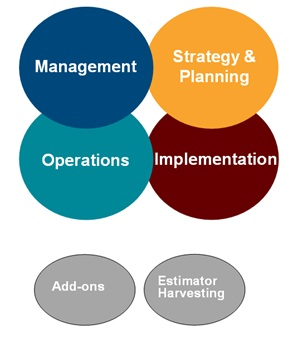 Management
Strategy &
Planning
Operations
Implementation
Add-ons
Estimator
Harvesting